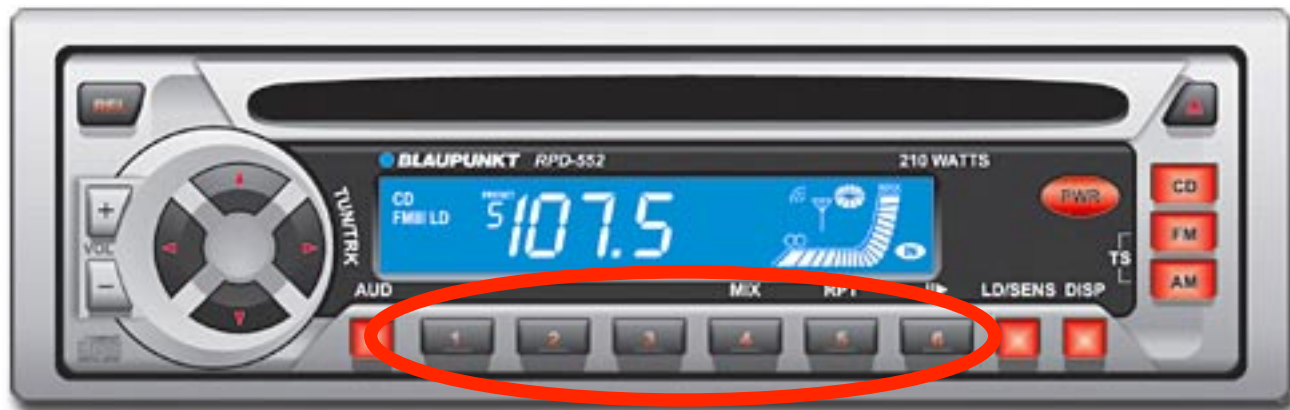 REL
BLAUPUNKT RPD-552 210 WATTS
TUN/TRK
CD
FMIII LD
PRESET
5 107.5
PWR
CD
FM
AM
TS
+
VOL
−
AUD MIX RPT LD/SENS DISP
1 2 3 4 5 6